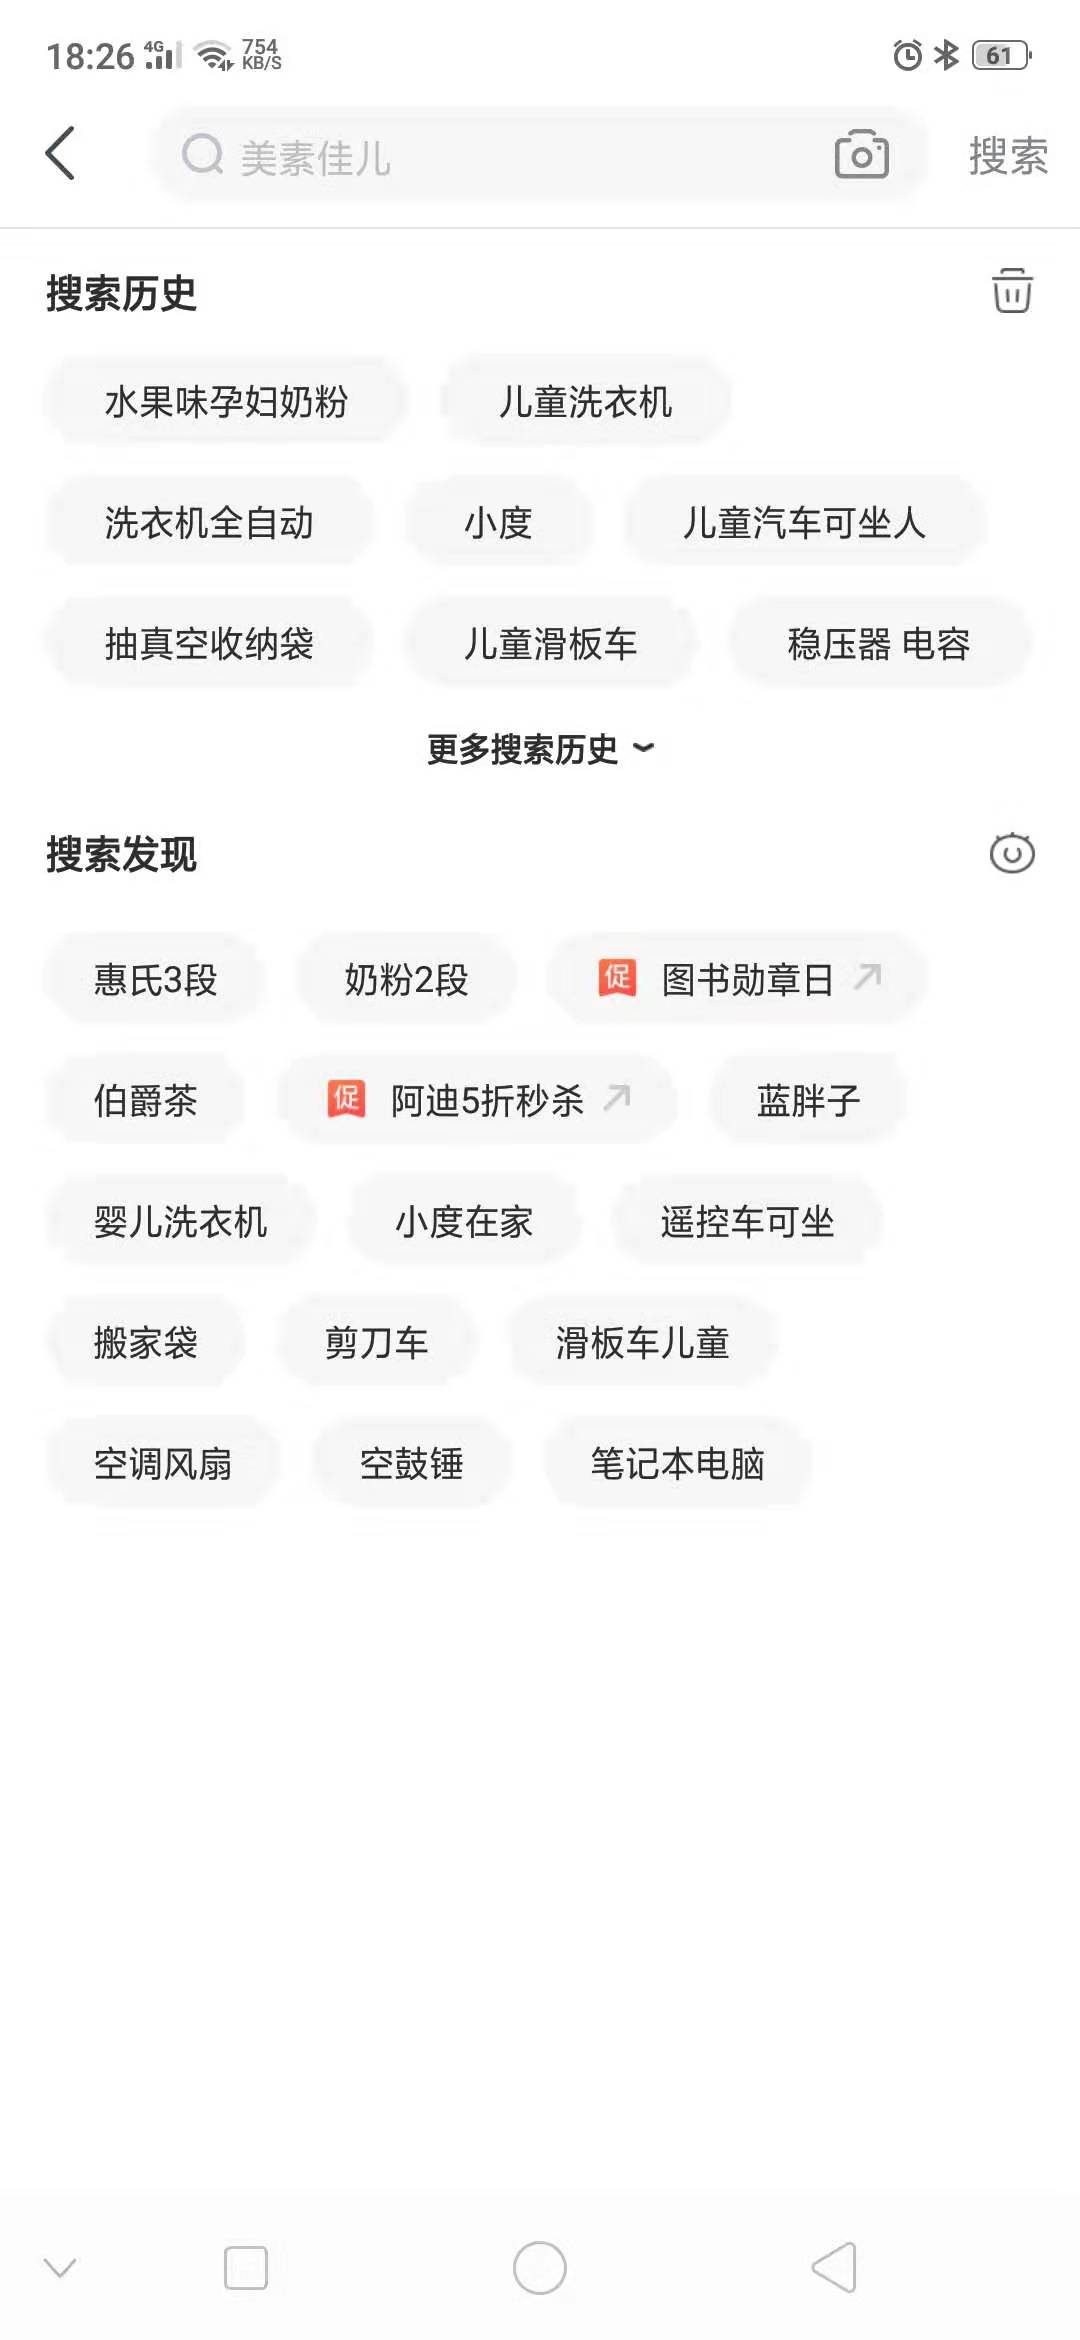 18:26 4G 754 KB/S 61
美素佳儿 搜索
搜索历史
水果味孕妇奶粉 儿童洗衣机
洗衣机全自动 小度 儿童汽车可坐人
抽真空收纳袋 儿童滑板车 稳压器 电容
更多搜索历史
搜索发现
惠氏3段 奶粉2段 促 图书勋章日
伯爵茶 促 阿迪5折秒杀 蓝胖子
婴儿洗衣机 小度在家 遥控车可坐
搬家袋 剪刀车 滑板车儿童
空调风扇 空鼓锤 笔记本电脑